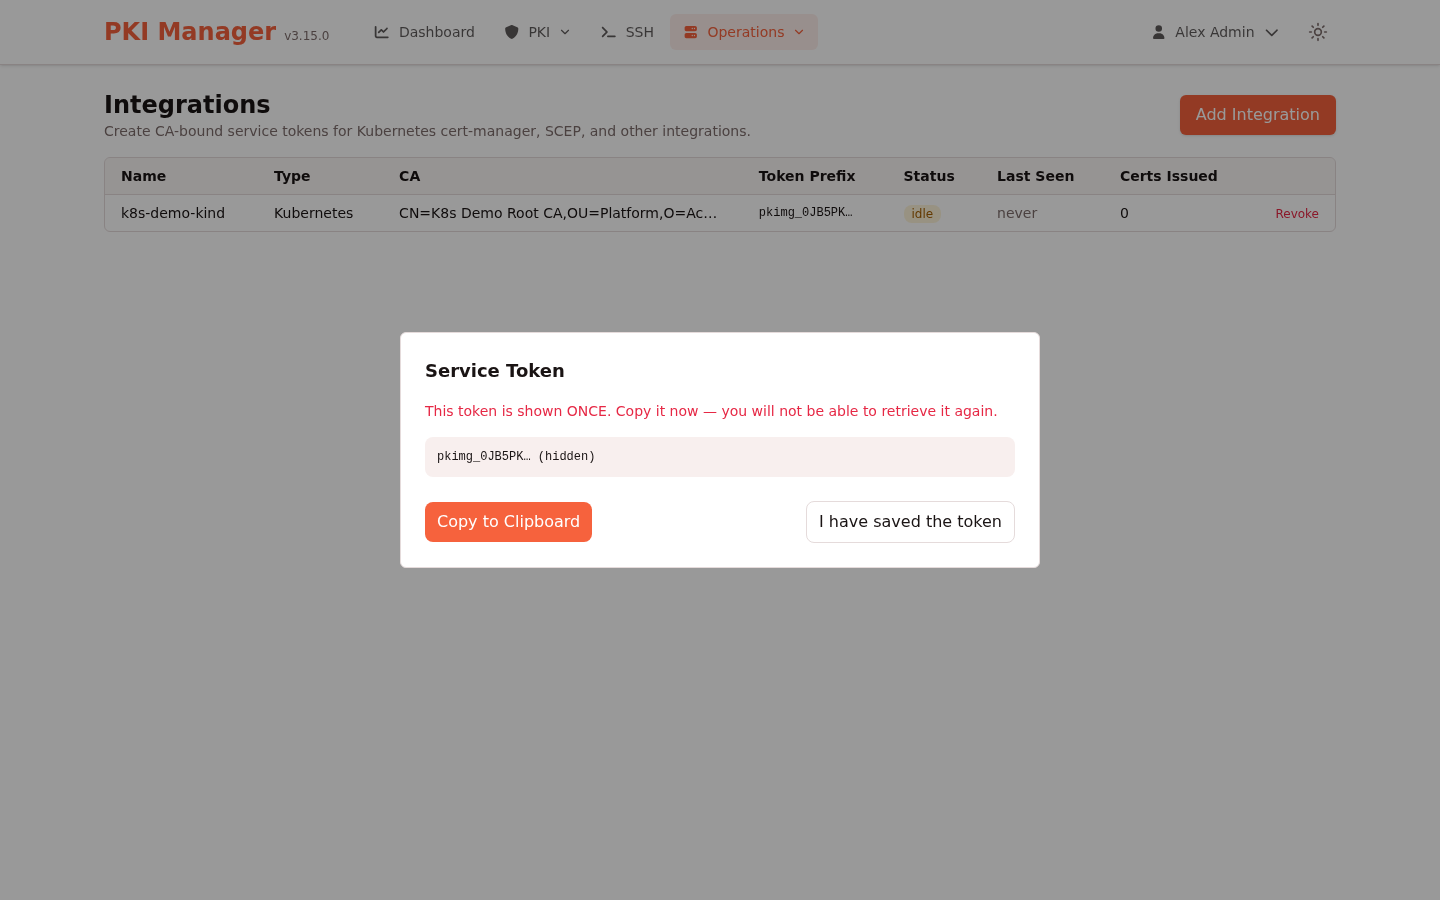 PKI Manager v3.15.0 Dashboard PKI SSH Operations Alex Admin
Integrations
Create CA-bound service tokens for Kubernetes cert-manager, SCEP, and other integrations.
Add Integration
Name Type CA Token Prefix Status Last Seen Certs Issued
k8s-demo-kind Kubernetes CN=K8s Demo Root CA,OU=Platform,O=Ac… pkimg_0JB5PK… idle never 0 Revoke
Service Token
This token is shown ONCE. Copy it now — you will not be able to retrieve it again.
pkimg_0JB5PK… (hidden)
Copy to Clipboard I have saved the token